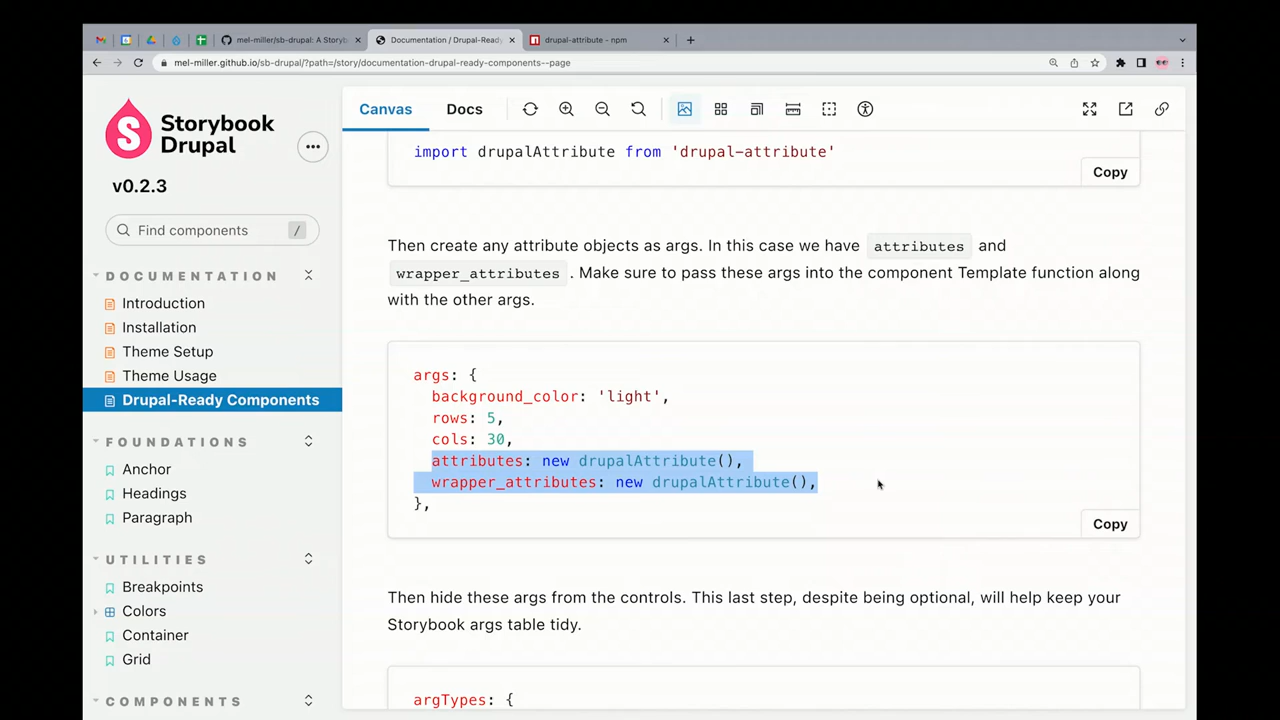 mel-miller/sb-drupal: A Storyb
Documentation / Drupal-Ready
drupal-attribute - npm
mel-miller.github.io/sb-drupal/?path=/story/documentation-drupal-ready-components--page
Storybook
Drupal
v0.2.3
Find components /
DOCUMENTATION
Introduction
Installation
Theme Setup
Theme Usage
Drupal-Ready Components
FOUNDATIONS
Anchor
Headings
Paragraph
UTILITIES
Breakpoints
Colors
Container
Grid
COMPONENTS
Canvas Docs
import drupalAttribute from 'drupal-attribute'
Copy
Then create any attribute objects as args. In this case we have attributes and
wrapper_attributes . Make sure to pass these args into the component Template function along
with the other args.
args: {
background_color: 'light',
rows: 5,
cols: 30,
attributes: new drupalAttribute(),
wrapper_attributes: new drupalAttribute(),
},
Copy
Then hide these args from the controls. This last step, despite being optional, will help keep your
Storybook args table tidy.
argTypes: {